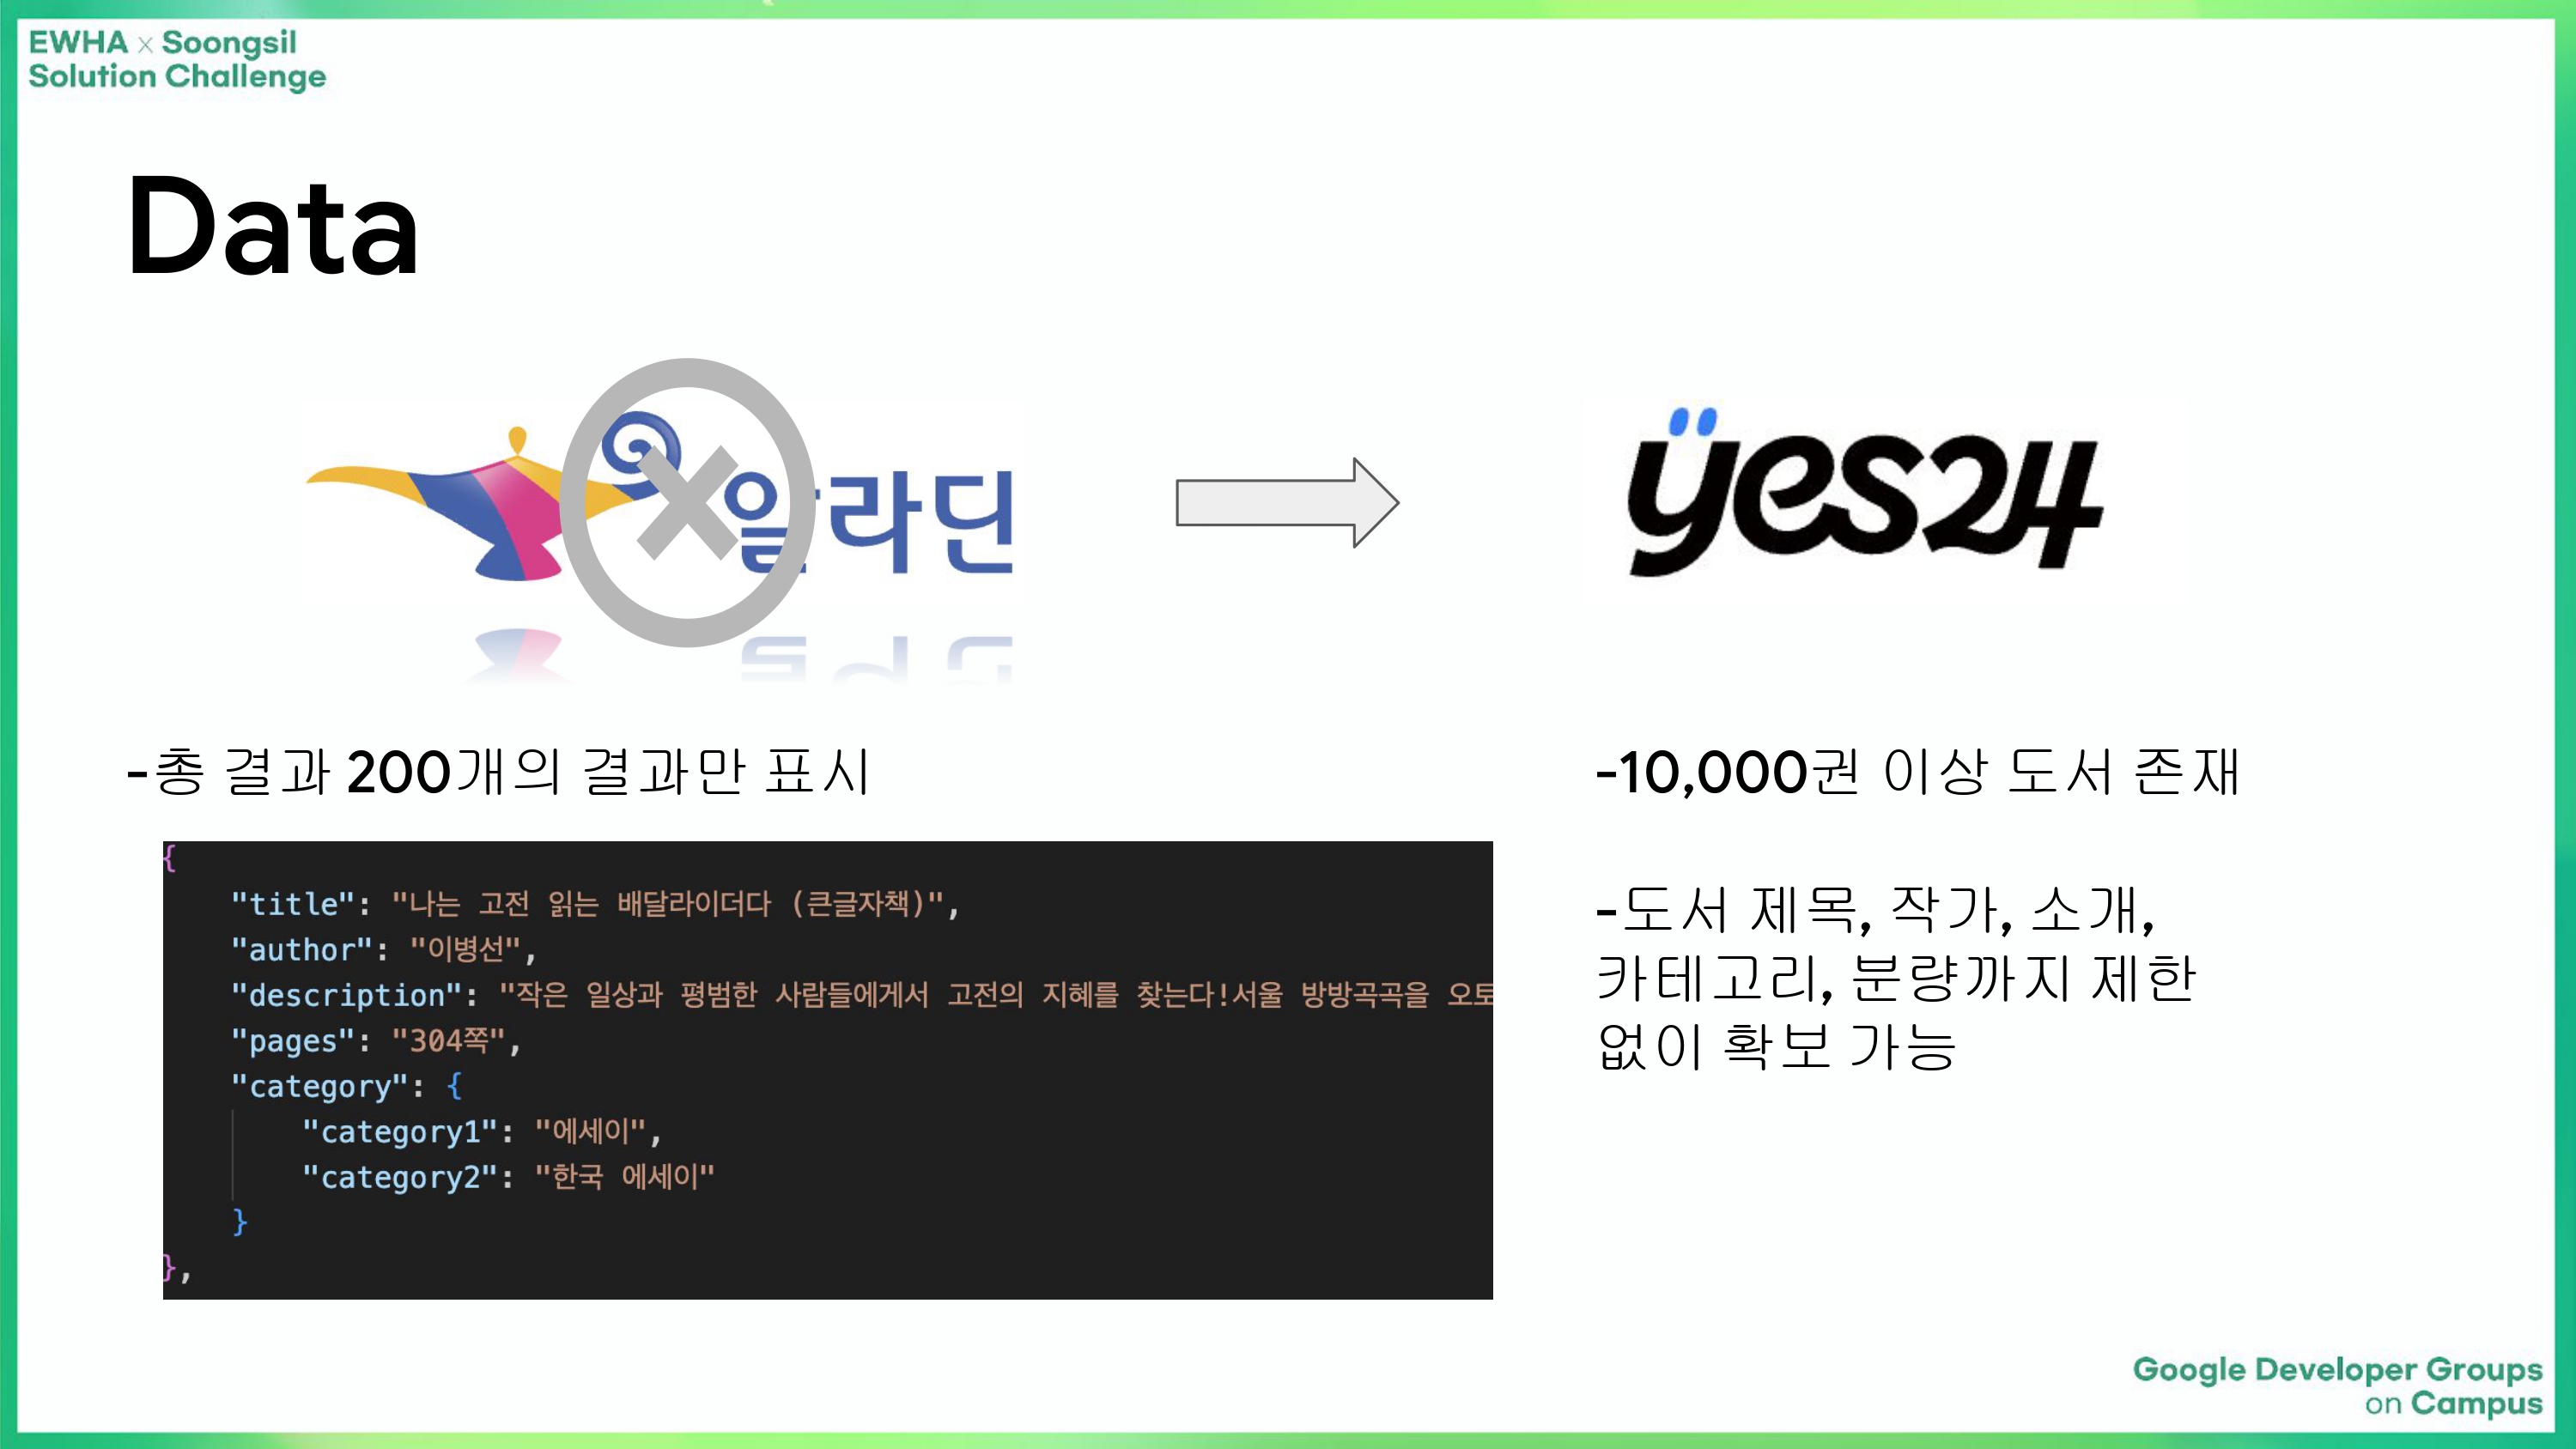 EWHA x Soongsil
Solution Challenge
Data
알라딘
yes24
-총 결과 200개의 결과만 표시
{
"title": "나는 고전 읽는 배달라이더다 (큰글자책)",
"author": "이병선",
"description": "작은 일상과 평범한 사람들에게서 고전의 지혜를 찾는다!서울 방방곡곡을 오토
"pages": "304쪽",
"category": {
"category1": "에세이",
"category2": "한국 에세이"
}
},
-10,000권 이상 도서 존재
-도서 제목, 작가, 소개,
카테고리, 분량까지 제한
없이 확보 가능
Google Developer Groups
on Campus